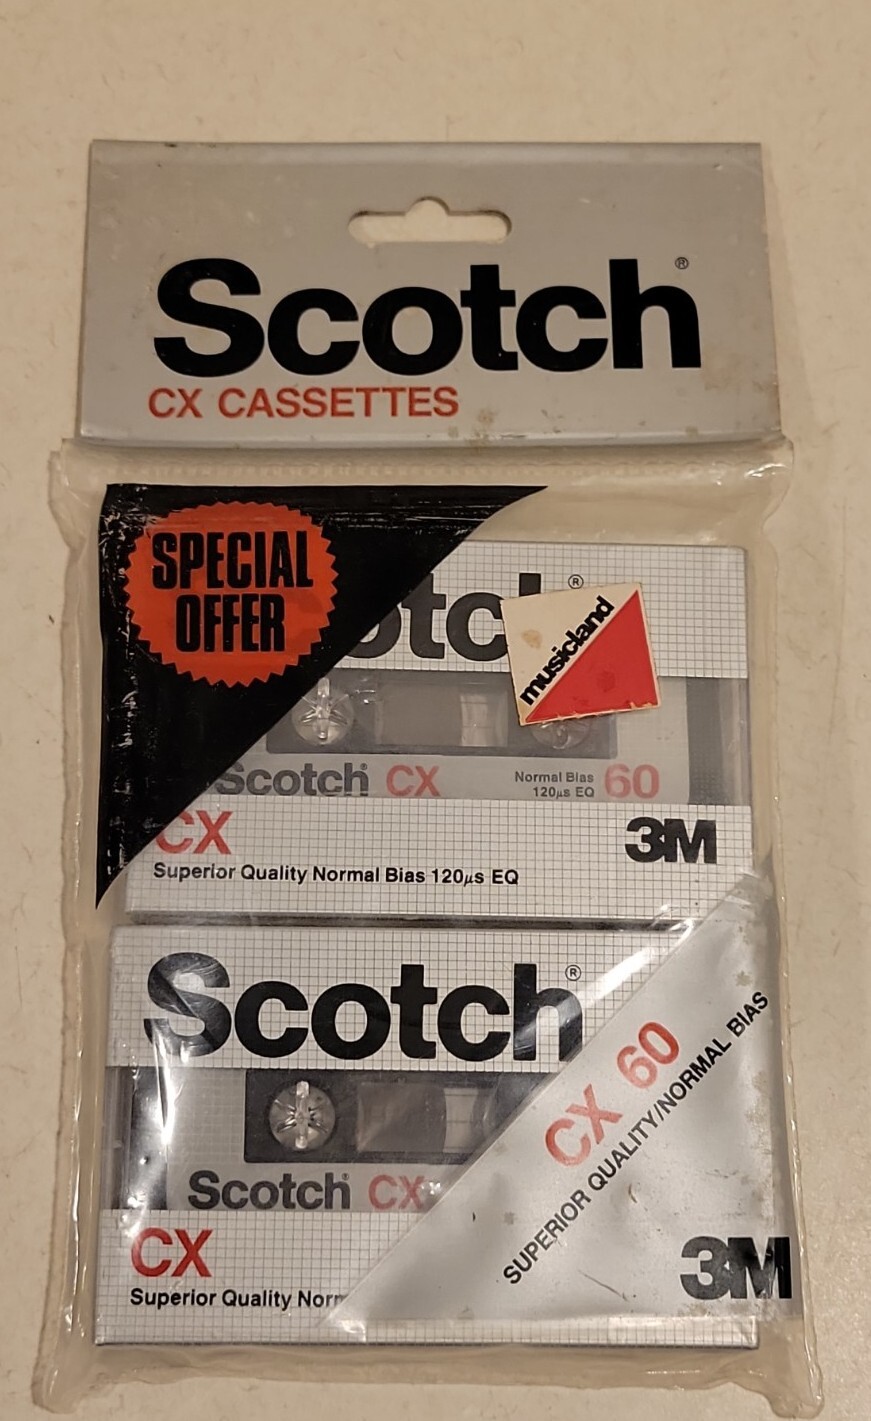 Scotch®
CX CASSETTES
SPECIAL
OFFER
otch®
musicland
Scotch® CX
Normal Bias
120μs EQ
60
CX
3M
Superior Quality Normal Bias 120μs EQ
Scotch®
CX 60
SUPERIOR QUALITY/NORMAL BIAS
Scotch® CX
CX
3M
Superior Quality Norm